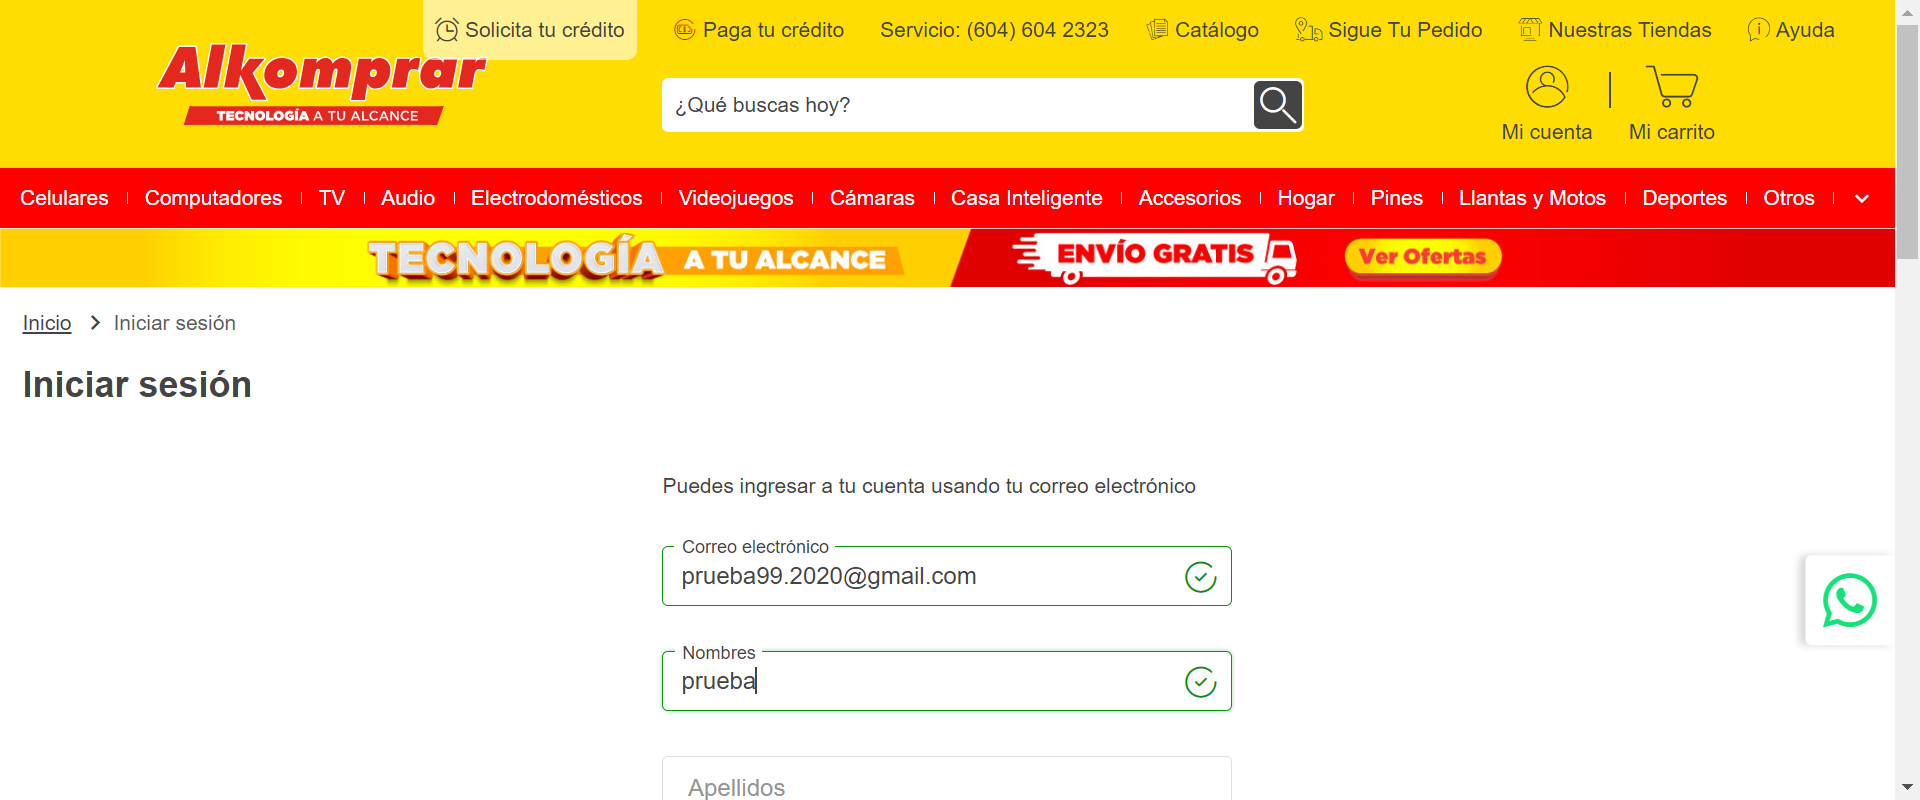 Solicita tu crédito
Paga tu crédito
Servicio: (604) 604 2323
Catálogo
Sigue Tu Pedido
Nuestras Tiendas
Ayuda
Alkomprar
TECNOLOGÍA A TU ALCANCE
¿Qué buscas hoy?
Mi cuenta
Mi carrito
Celulares
Computadores
TV
Audio
Electrodomésticos
Videojuegos
Cámaras
Casa Inteligente
Accesorios
Hogar
Pines
Llantas y Motos
Deportes
Otros
TECNOLOGÍA A TU ALCANCE
ENVÍO GRATIS
Ver Ofertas
Inicio
Iniciar sesión
Iniciar sesión
Puedes ingresar a tu cuenta usando tu correo electrónico
Correo electrónico
prueba99.2020@gmail.com
Nombres
prueba
Apellidos